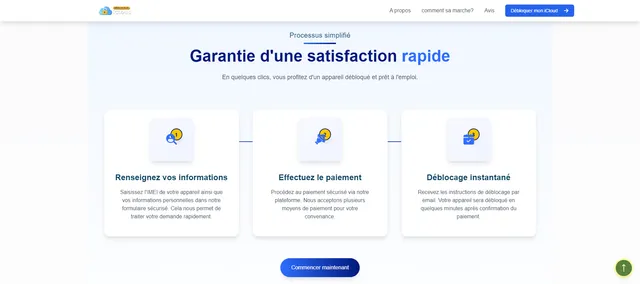 A propos
comment sa marche?
Avis
Débloquer mon iCloud
Processus simplifié
Garantie d'une satisfaction rapide
En quelques clics, vous profitez d'un appareil débloqué et prêt à l'emploi.
1
2
3
Renseignez vos informations
Effectuez le paiement
Déblocage instantané
Saisissez l'IMEI de votre appareil ainsi que
vos informations personnelles dans notre
formulaire sécurisé. Cela nous permet de
traiter votre demande rapidement.
Procédez au paiement sécurisé via notre
plateforme. Nous acceptons plusieurs
moyens de paiement pour votre
convenance.
Recevez les instructions de déblocage par
email. Votre appareil sera débloqué en
quelques minutes après confirmation du
paiement.
Commencer maintenant